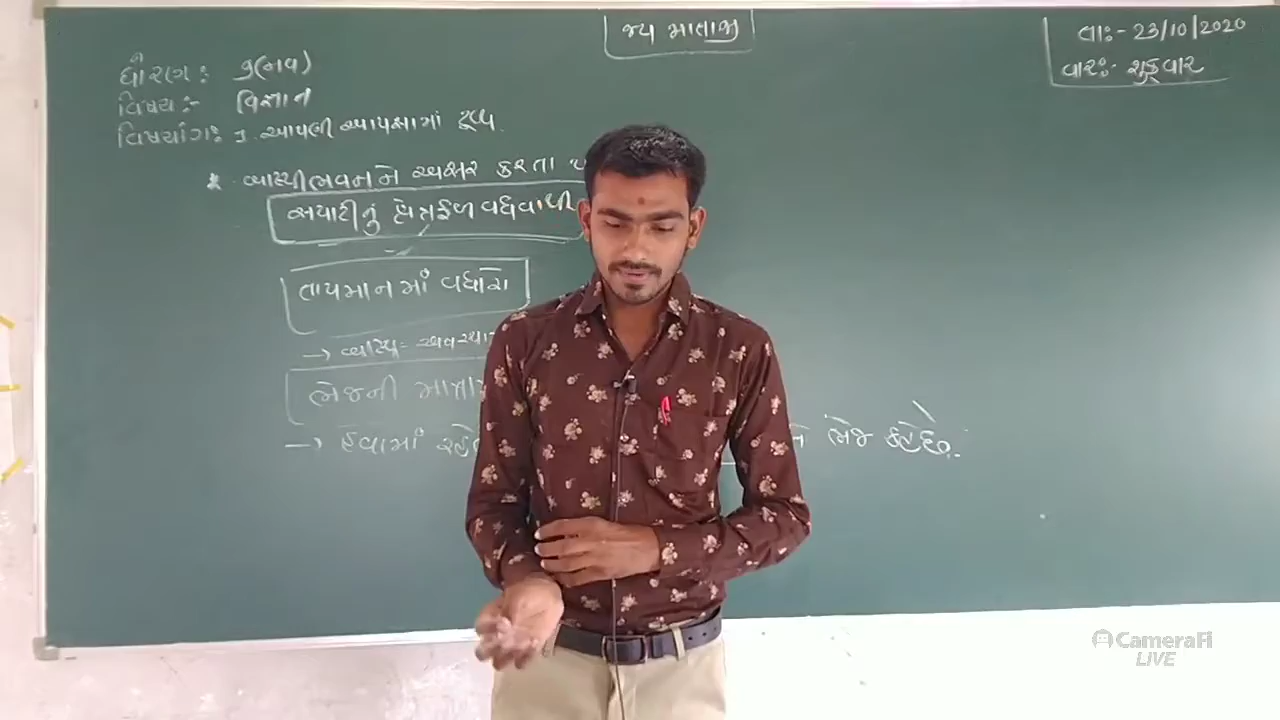 જય માતાજી
તાઃ- 23/10/2020
વારઃ- શુક્રવાર
ધોરણ: 9(નવ)
વિષય:- વિજ્ઞાન
વિષયાંગ: 1. આપણી આસપાસમાં દ્રવ્ય.
* બાષ્પીભવનને અસર કરતા
સપાટીનું ક્ષેત્રફળ વધવાથી
તાપમાનમાં વધારો
→ બાષ્પ=
ભેજની માત્રા
→ હવામાં ભેજ કહેછે.
CameraFi
LIVE